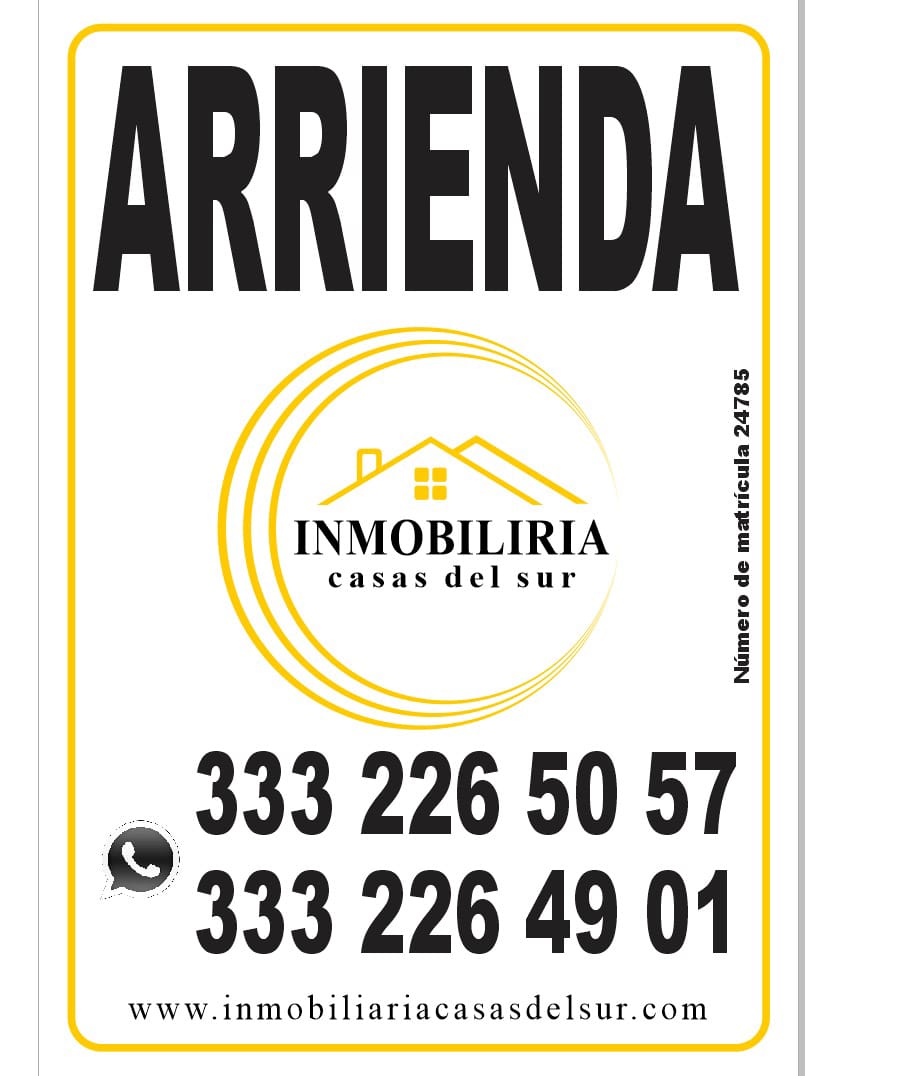 ARRIENDA
INMOBILIRIA
casas del sur
Número de matrícula 24785
333 226 50 57
333 226 49 01
www.inmobiliariacasasdelsur.com